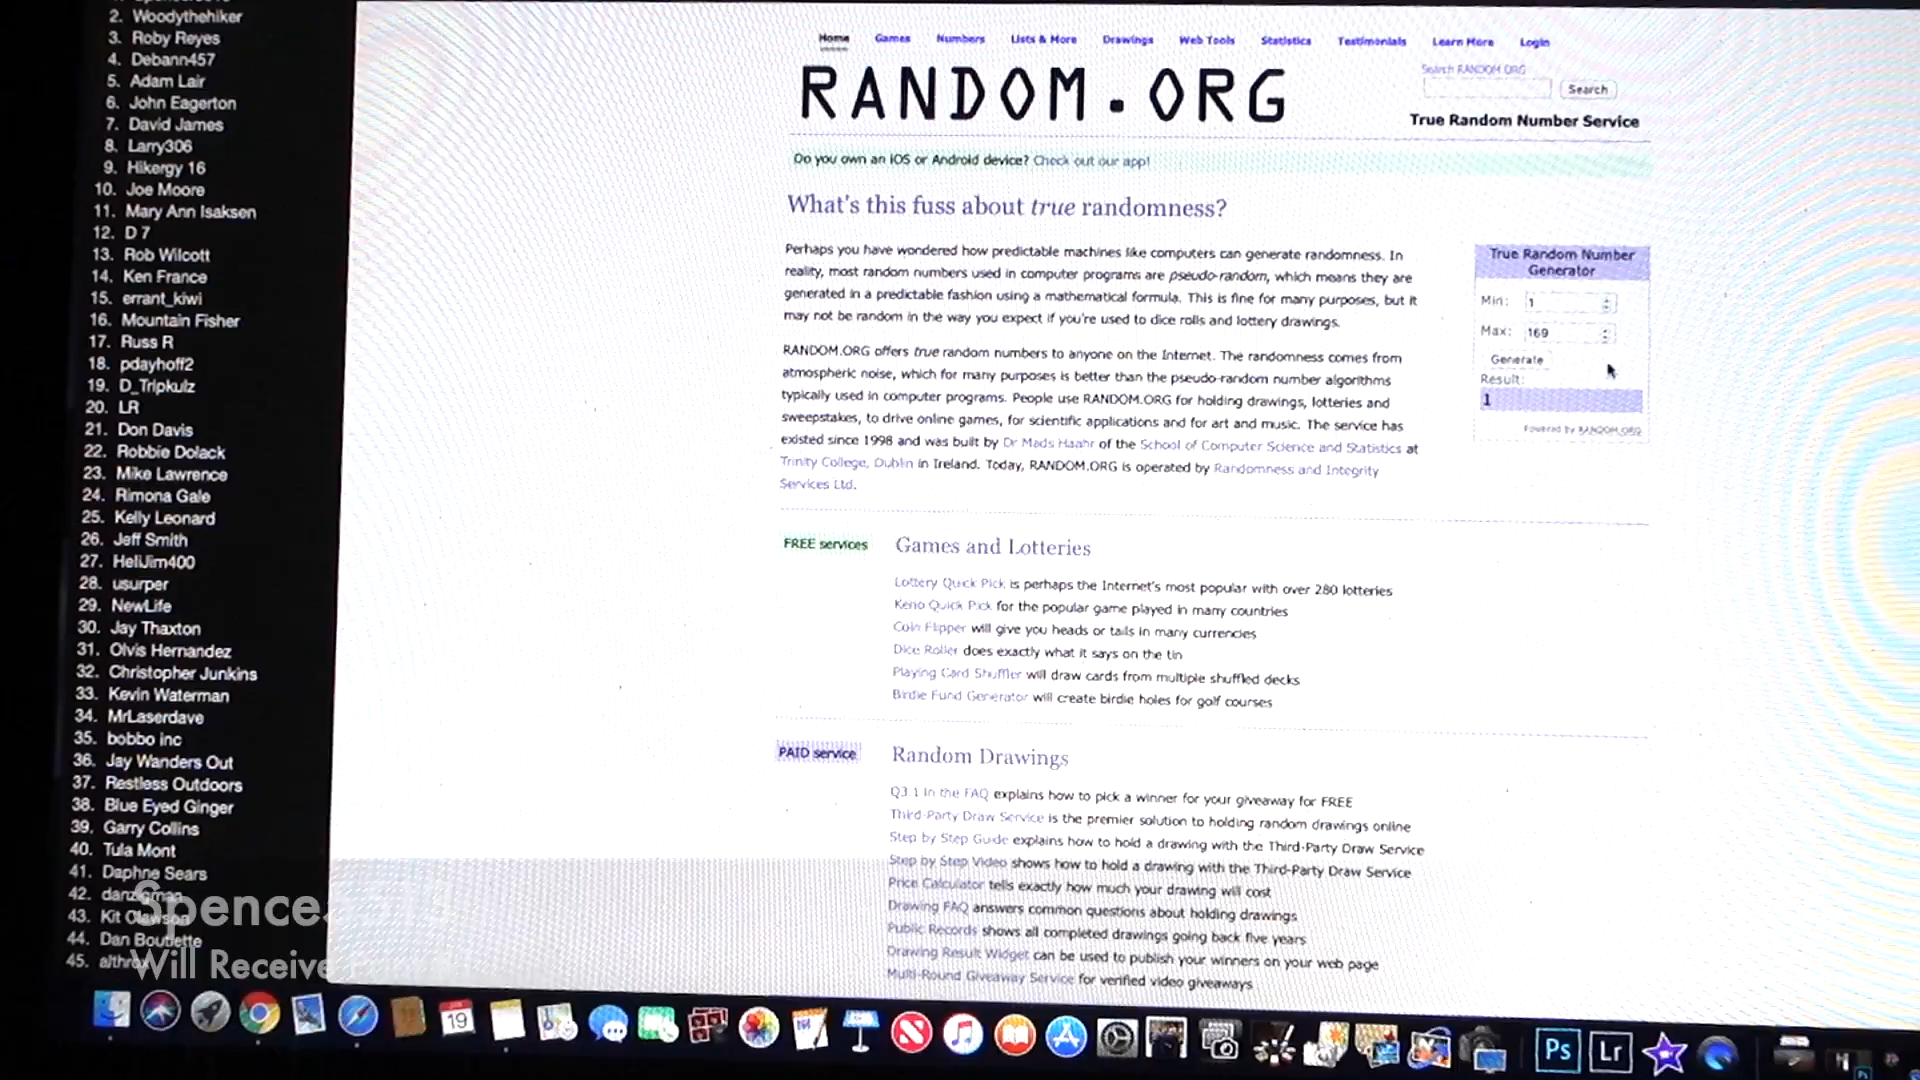 2. Woodythehiker
3. Roby Reyes
4. Debann457
5. Adam Lair
6. John Eagerton
7. David James
8. Larry306
9. Hikergy 16
10. Joe Moore
11. Mary Ann Isaksen
12. D 7
13. Rob Wilcott
14. Ken France
15. errant_kiwi
16. Mountain Fisher
17. Russ R
18. pdayhoff2
19. D_Tripkulz
20. LR
21. Don Davis
22. Robbie Dolack
23. Mike Lawrence
24. Rimona Gale
25. Kelly Leonard
26. Jeff Smith
27. HeliJim400
28. usurper
29. NewLife
30. Jay Thaxton
31. Olvis Hernandez
32. Christopher Junkins
33. Kevin Waterman
34. MrLaserdave
35. bobbo inc
36. Jay Wanders Out
37. Restless Outdoors
38. Blue Eyed Ginger
39. Garry Collins
40. Tula Mont
41. Daphne Sears
42. danzigman
43. Kit Clawson
44. Dan Boutiette
45.
Will Receive
Home Games Numbers Lists & More Drawings Web Tools Statistics Testimonials Learn More Login
RANDOM.ORG
Search RANDOM.ORG
Search
True Random Number Service
Do you own an iOS or Android device? Check out our app!
What's this fuss about true randomness?
Perhaps you have wondered how predictable machines like computers can generate randomness. In
reality, most random numbers used in computer programs are pseudo-random, which means they are
generated in a predictable fashion using a mathematical formula. This is fine for many purposes, but it
may not be random in the way you expect if you're used to dice rolls and lottery drawings.
RANDOM.ORG offers true random numbers to anyone on the Internet. The randomness comes from
atmospheric noise, which for many purposes is better than the pseudo-random number algorithms
typically used in computer programs. People use RANDOM.ORG for holding drawings, lotteries and
sweepstakes, to drive online games, for scientific applications and for art and music. The service has
existed since 1998 and was built by Dr Mads Haahr of the School of Computer Science and Statistics at
Trinity College, Dublin in Ireland. Today, RANDOM.ORG is operated by Randomness and Integrity
Services Ltd.
True Random Number
Generator
Min: 1
Max: 169
Generate
Result:
1
Powered by RANDOM.ORG
FREE services
Games and Lotteries
Lottery Quick Pick is perhaps the Internet's most popular with over 280 lotteries
Keno Quick Pick for the popular game played in many countries
Coin Flipper will give you heads or tails in many currencies
Dice Roller does exactly what it says on the tin
Playing Card Shuffler will draw cards from multiple shuffled decks
Birdie Fund Generator will create birdie holes for golf courses
PAID service
Random Drawings
Q3.1 in the FAQ explains how to pick a winner for your giveaway for FREE
Third-Party Draw Service is the premier solution to holding random drawings online
Step by Step Guide explains how to hold a drawing with the Third-Party Draw Service
Step by Step Video shows how to hold a drawing with the Third-Party Draw Service
Price Calculator tells exactly how much your drawing will cost
Drawing FAQ answers common questions about holding drawings
Public Records shows all completed drawings going back five years
Drawing Result Widget can be used to publish your winners on your web page
Multi-Round Giveaway Service for verified video giveaways
19
Ps
Lr